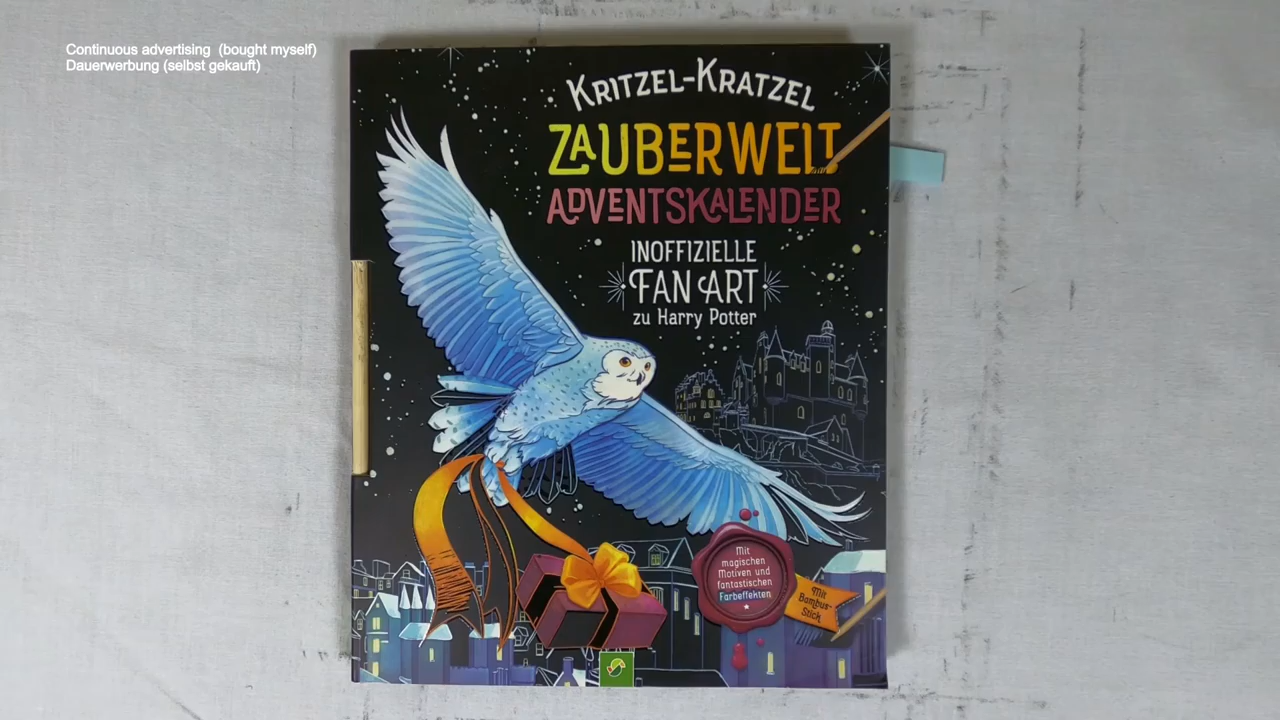 Continuous advertising (bought myself)
Dauerwerbung (selbst gekauft)
KRITZEL-KRATZEL
ZAUBERWELT
ADVENTSKALENDER
INOFFIZIELLE
FAN ART
zu Harry Potter
Mit
magischen
Motiven und
fantastischen
Farbeffekten
Mit
Bambus-
Stick